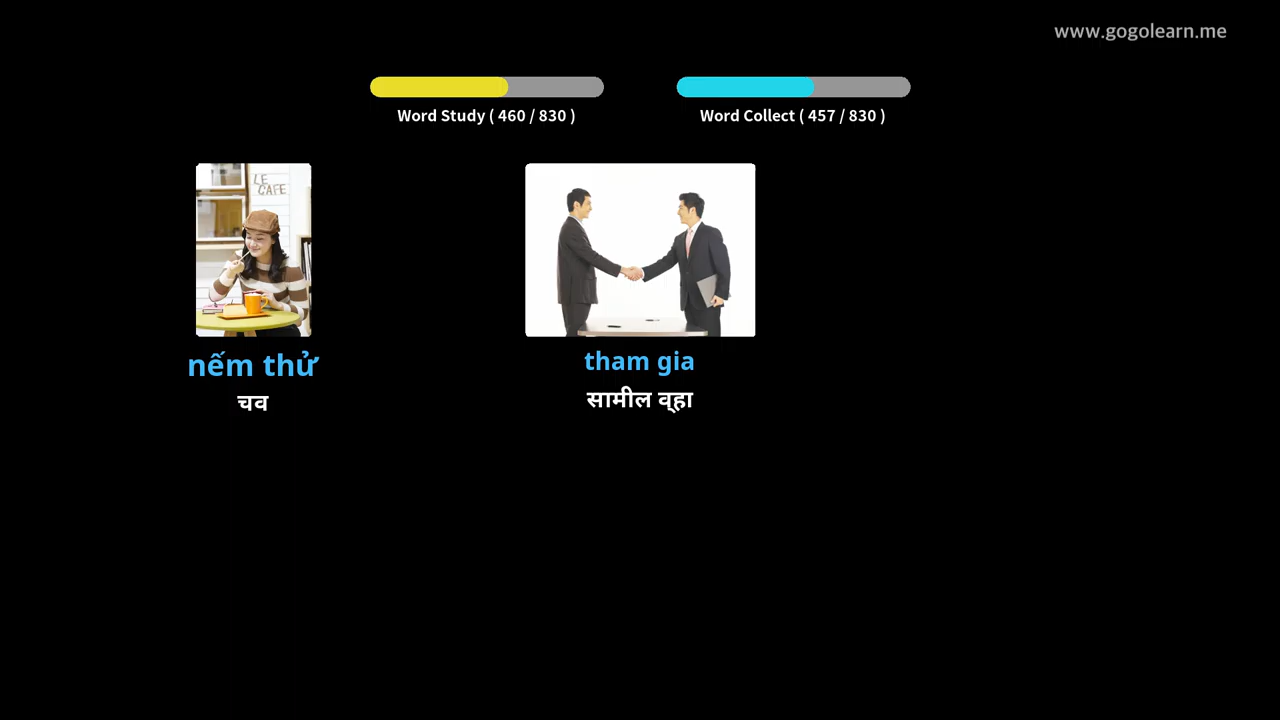 www.gogolearn.me
Word Study ( 460 / 830 )
Word Collect ( 457 / 830 )
LE
CAFE
nếm thử
चव
tham gia
सामील व्हा